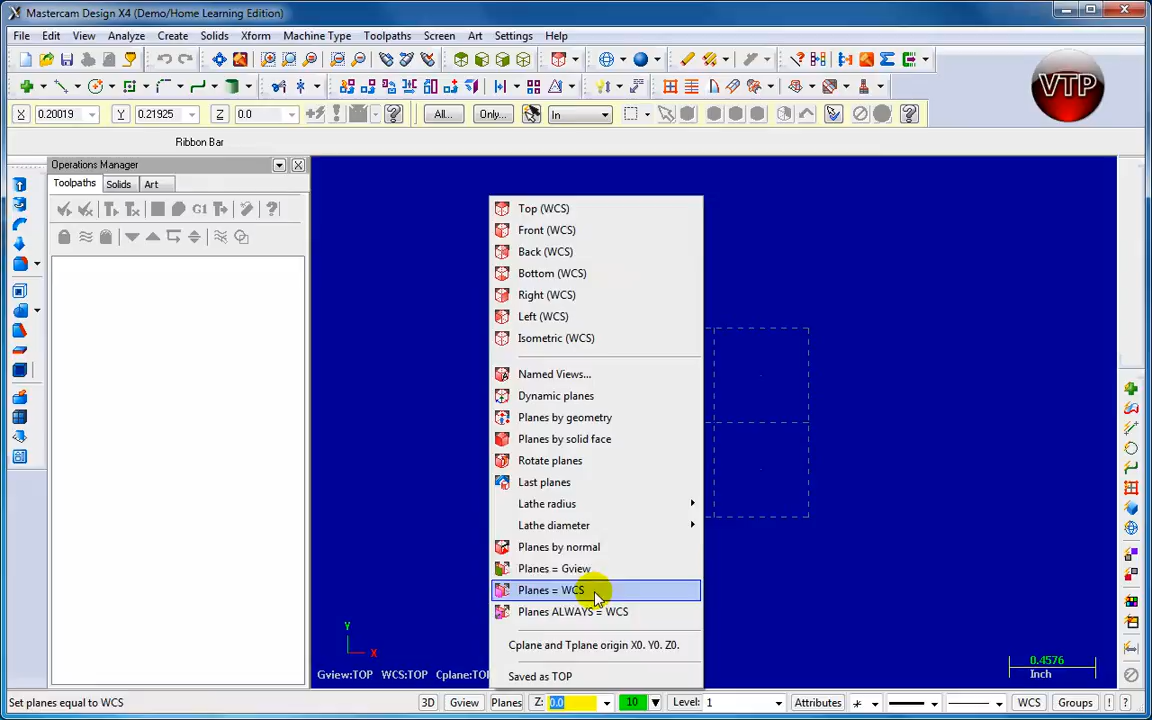 Mastercam Design X4 (Demo/Home Learning Edition)
File Edit View Analyze Create Solids Xform Machine Type Toolpaths Screen Art Settings Help
VTP
X 0.20019 Y 0.21925 Z 0.0 All... Only... In
Ribbon Bar
Operations Manager
Toolpaths Solids Art
G1
Top (WCS)
Front (WCS)
Back (WCS)
Bottom (WCS)
Right (WCS)
Left (WCS)
Isometric (WCS)
Named Views...
Dynamic planes
Planes by geometry
Planes by solid face
Rotate planes
Last planes
Lathe radius
Lathe diameter
Planes by normal
Planes = Gview
Planes = WCS
Planes ALWAYS = WCS
Cplane and Tplane origin X0. Y0. Z0.
Saved as TOP
Y
X
Gview:TOP WCS:TOP Cplane:TOP
0.4576
Inch
Set planes equal to WCS
3D Gview Planes Z: 0.0 10 Level: 1 Attributes WCS Groups ! ?